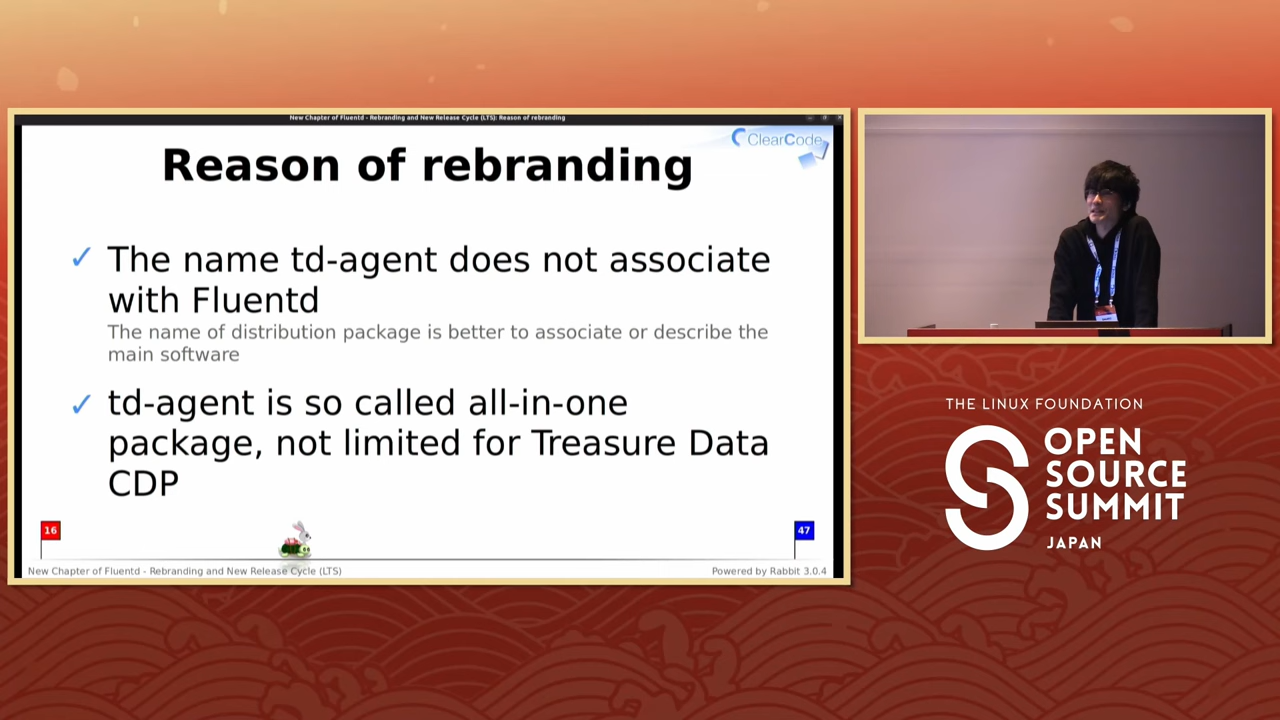 New Chapter of Fluentd - Rebranding and New Release Cycle (LTS): Reason of rebranding
ClearCode
Reason of rebranding
✓ The name td-agent does not associate
with Fluentd
The name of distribution package is better to associate or describe the
main software
✓ td-agent is so called all-in-one
package, not limited for Treasure Data
CDP
16
47
New Chapter of Fluentd - Rebranding and New Release Cycle (LTS)
Powered by Rabbit 3.0.4
THE LINUX FOUNDATION
OPEN
SOURCE
SUMMIT
JAPAN